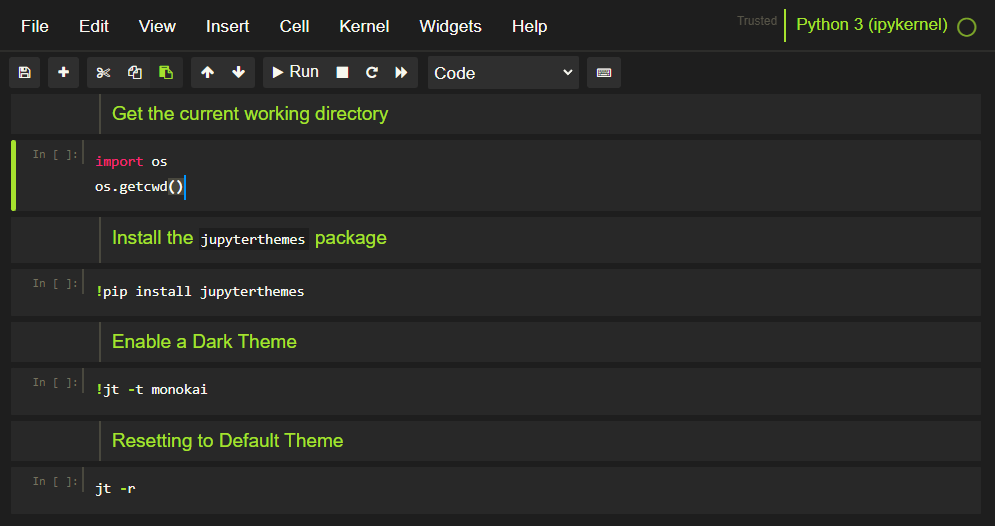 File Edit View Insert Cell Kernel Widgets Help Trusted Python 3 (ipykernel)
Run Code
Get the current working directory
In [ ]: import os
os.getcwd()
Install the jupyterthemes package
In [ ]: !pip install jupyterthemes
Enable a Dark Theme
In [ ]: !jt -t monokai
Resetting to Default Theme
In [ ]: jt -r